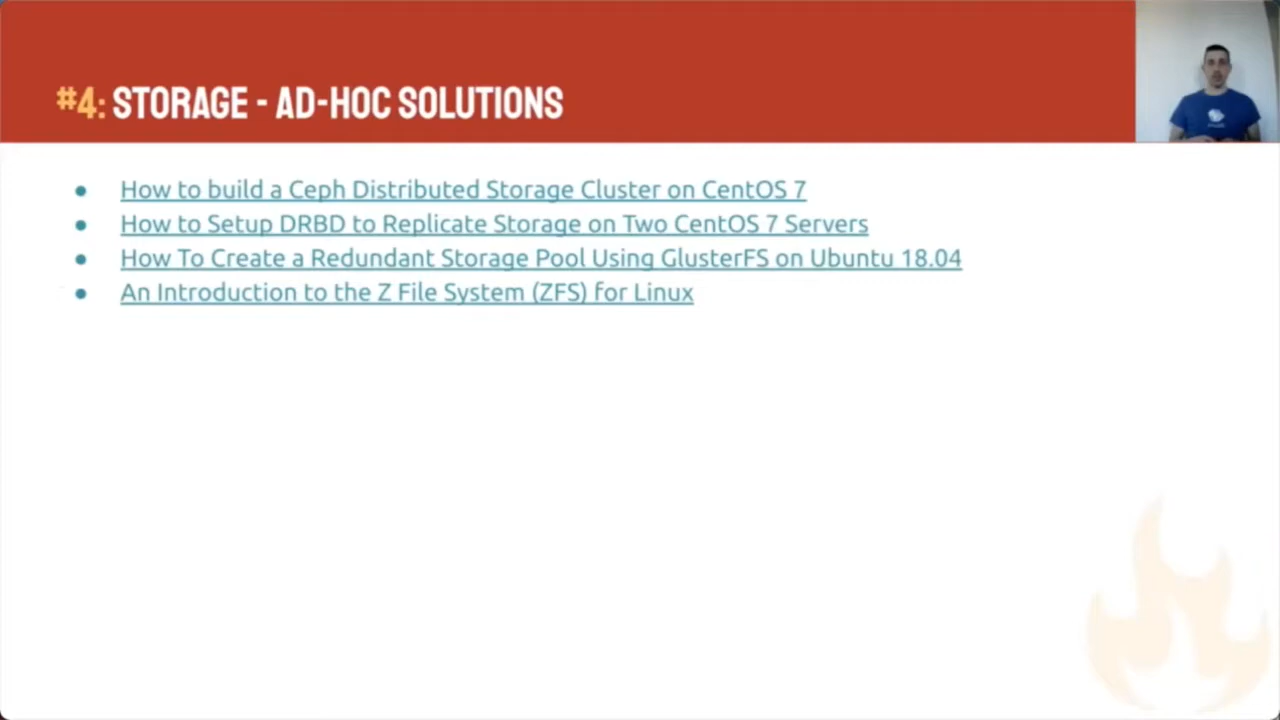 #4: STORAGE - AD-HOC SOLUTIONS
● How to build a Ceph Distributed Storage Cluster on CentOS 7
● How to Setup DRBD to Replicate Storage on Two CentOS 7 Servers
● How To Create a Redundant Storage Pool Using GlusterFS on Ubuntu 18.04
● An Introduction to the Z File System (ZFS) for Linux